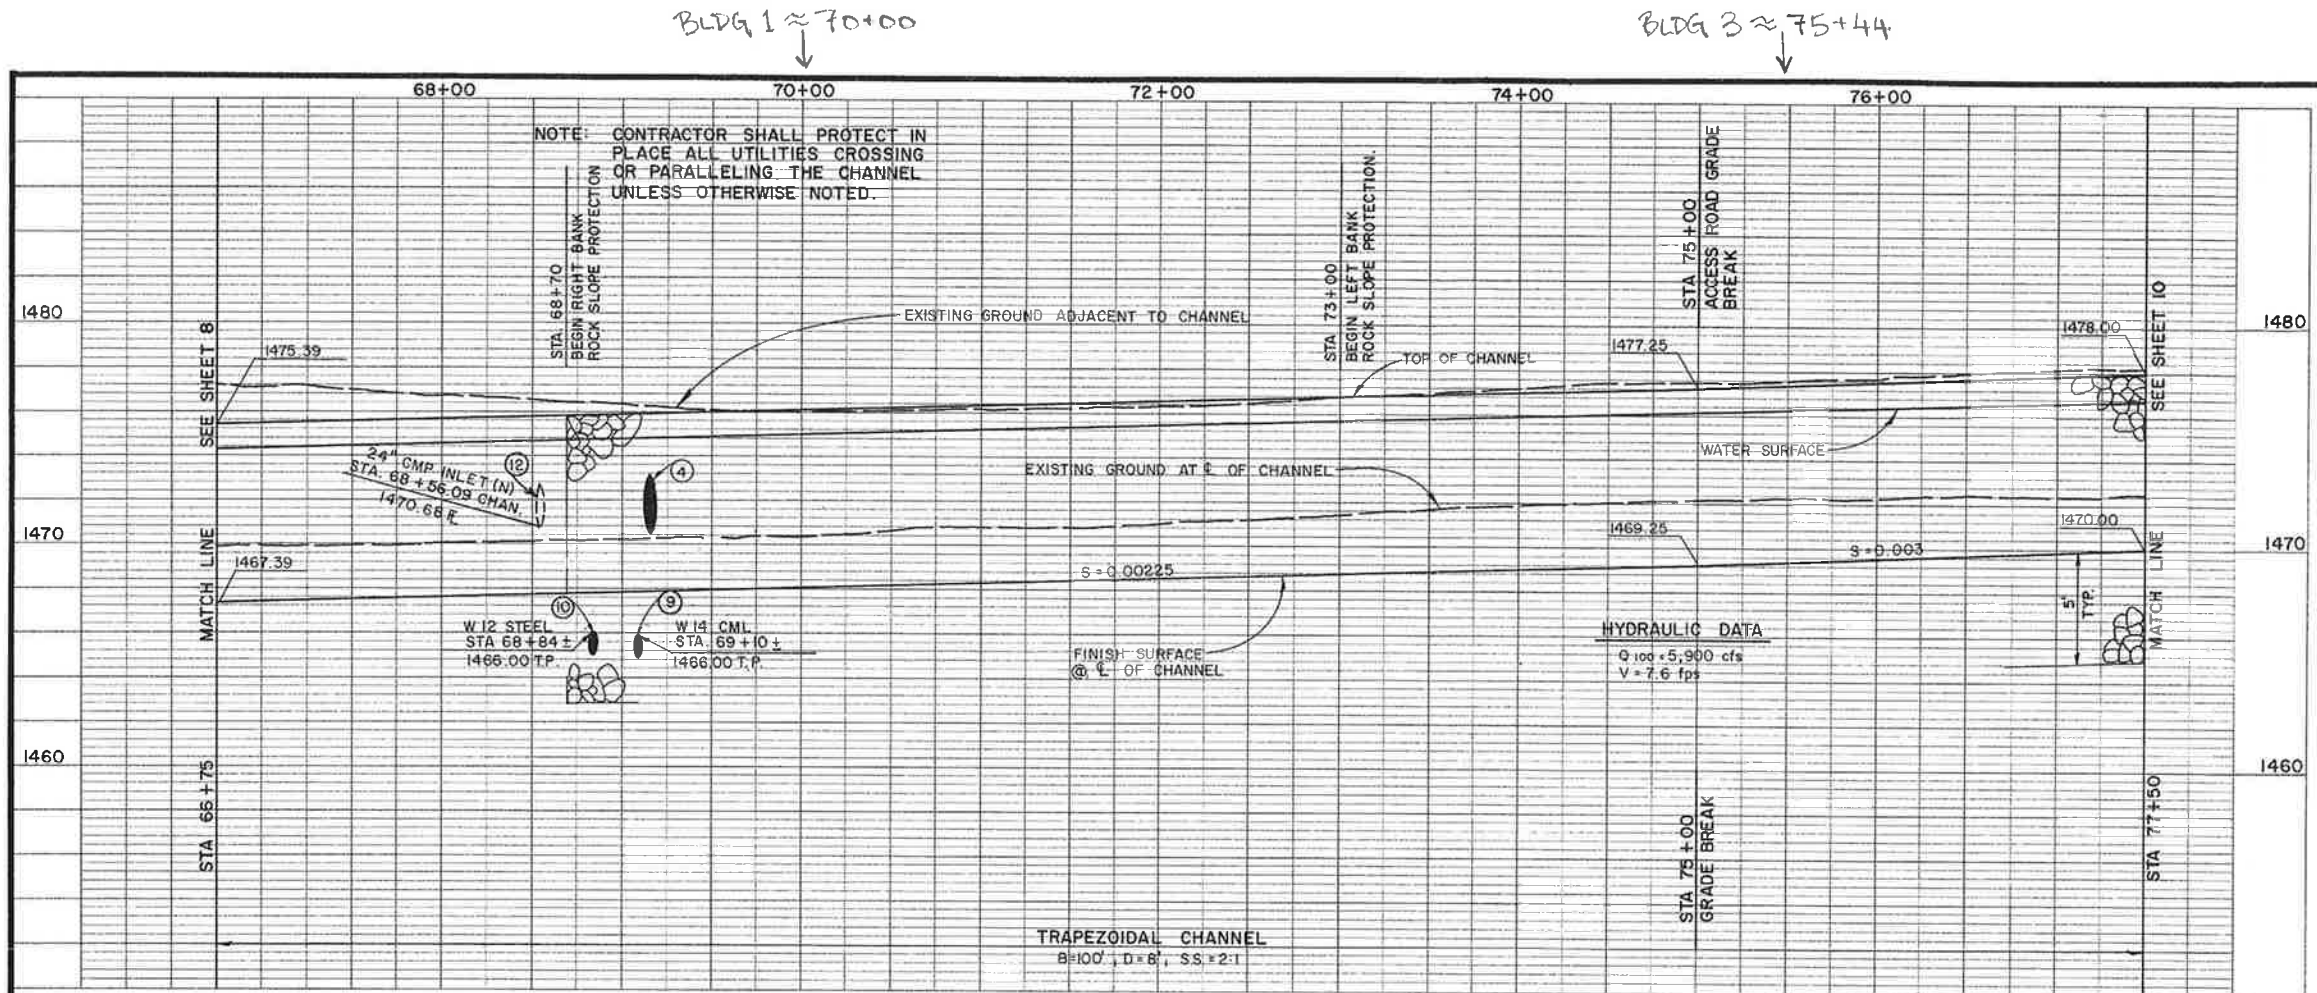 BLDG 1 ≈ 70+00
BLDG 3 ≈ 75+44
68+00
70+00
72+00
74+00
76+00
NOTE: CONTRACTOR SHALL PROTECT IN
PLACE ALL UTILITIES CROSSING
OR PARALLELING THE CHANNEL
UNLESS OTHERWISE NOTED.
STA 68+70
BEGIN RIGHT BANK
ROCK SLOPE PROTECTION
STA 73+00
BEGIN LEFT BANK
ROCK SLOPE PROTECTION.
STA 75+00
ACCESS ROAD GRADE
BREAK
1480
1480
SEE SHEET 8
SEE SHEET 10
1475.39
EXISTING GROUND ADJACENT TO CHANNEL
TOP OF CHANNEL
1477.25
1478.00
WATER SURFACE
24" CMP INLET (N)
STA. 68+56.09 CHAN.
1470.68 FL
12
4
EXISTING GROUND AT ℄ OF CHANNEL
1470
1470
MATCH LINE
MATCH LINE
1467.39
1469.25
1470.00
S=0.00225
S=0.003
10
9
W 12 STEEL
STA 68+84±
1466.00 T.P.
W 14 CML
STA. 69+10±
1466.00 T.P.
FINISH SURFACE
@ ℄ OF CHANNEL
HYDRAULIC DATA
Q100=5,900 cfs
V=7.6 fps
5'
TYP.
1460
1460
STA 66+75
STA 75+00
GRADE BREAK
STA 77+50
TRAPEZOIDAL CHANNEL
B=100', D=8', S.S.=2:1